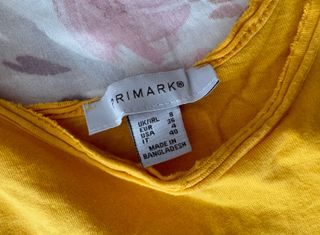 PRIMARK®
UK/IRL 8
EUR 36
USA 4
IT 40
MADE IN
BANGLADESH